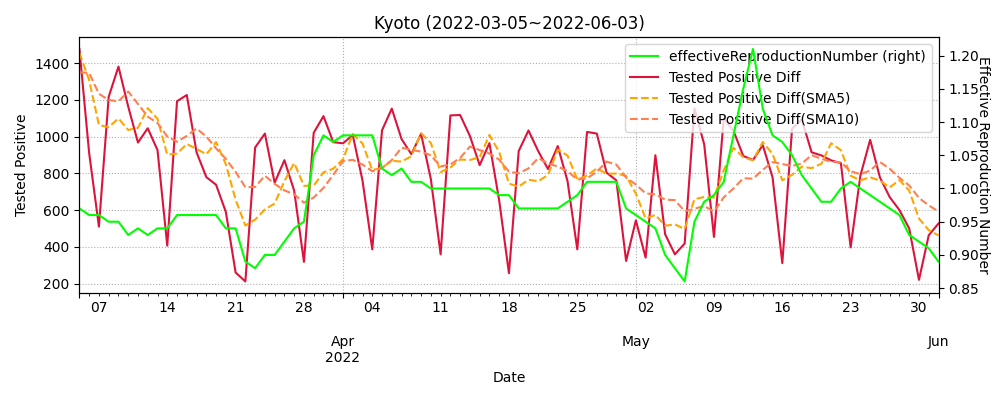 Kyoto (2022-03-05~2022-06-03)
effectiveReproductionNumber (right)
Tested Positive Diff
Tested Positive Diff(SMA5)
Tested Positive Diff(SMA10)
Tested Positive
1400
1200
1000
800
600
400
200
Effective Reproduction Number
1.20
1.15
1.10
1.05
1.00
0.95
0.90
0.85
07 14 21 28 04 11 18 25 02 09 16 23 30
Apr May Jun
2022
Date